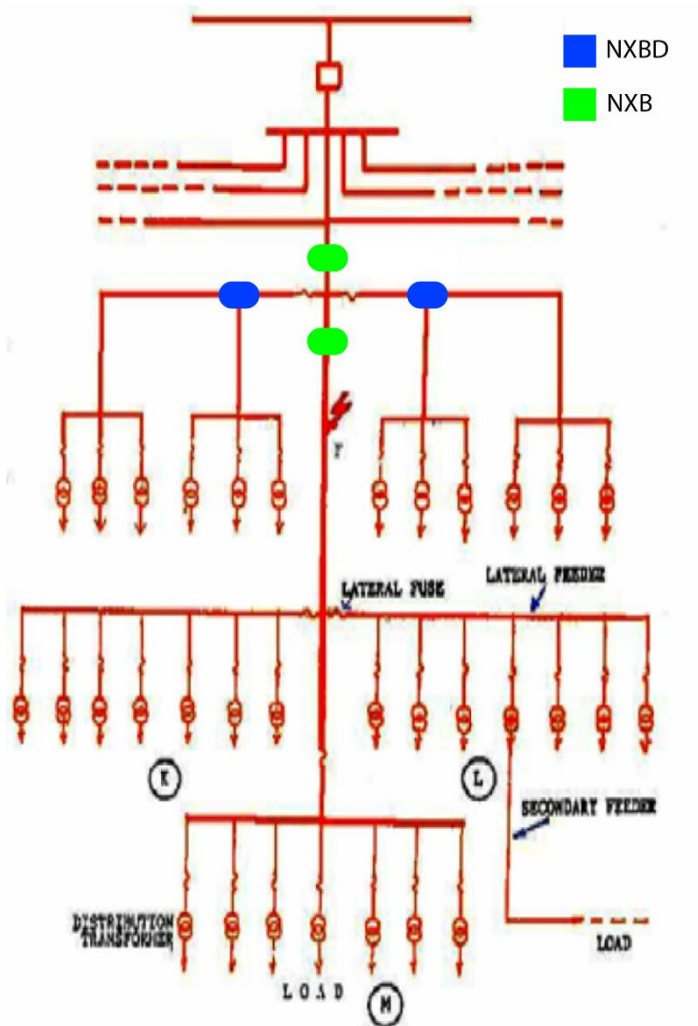 NXBD
NXB
F
LATERAL FUSE
LATERAL FEEDER
K
L
SECONDARY FEEDER
DISTRIBUTION
TRANSFORMER
LOAD
LOAD
M